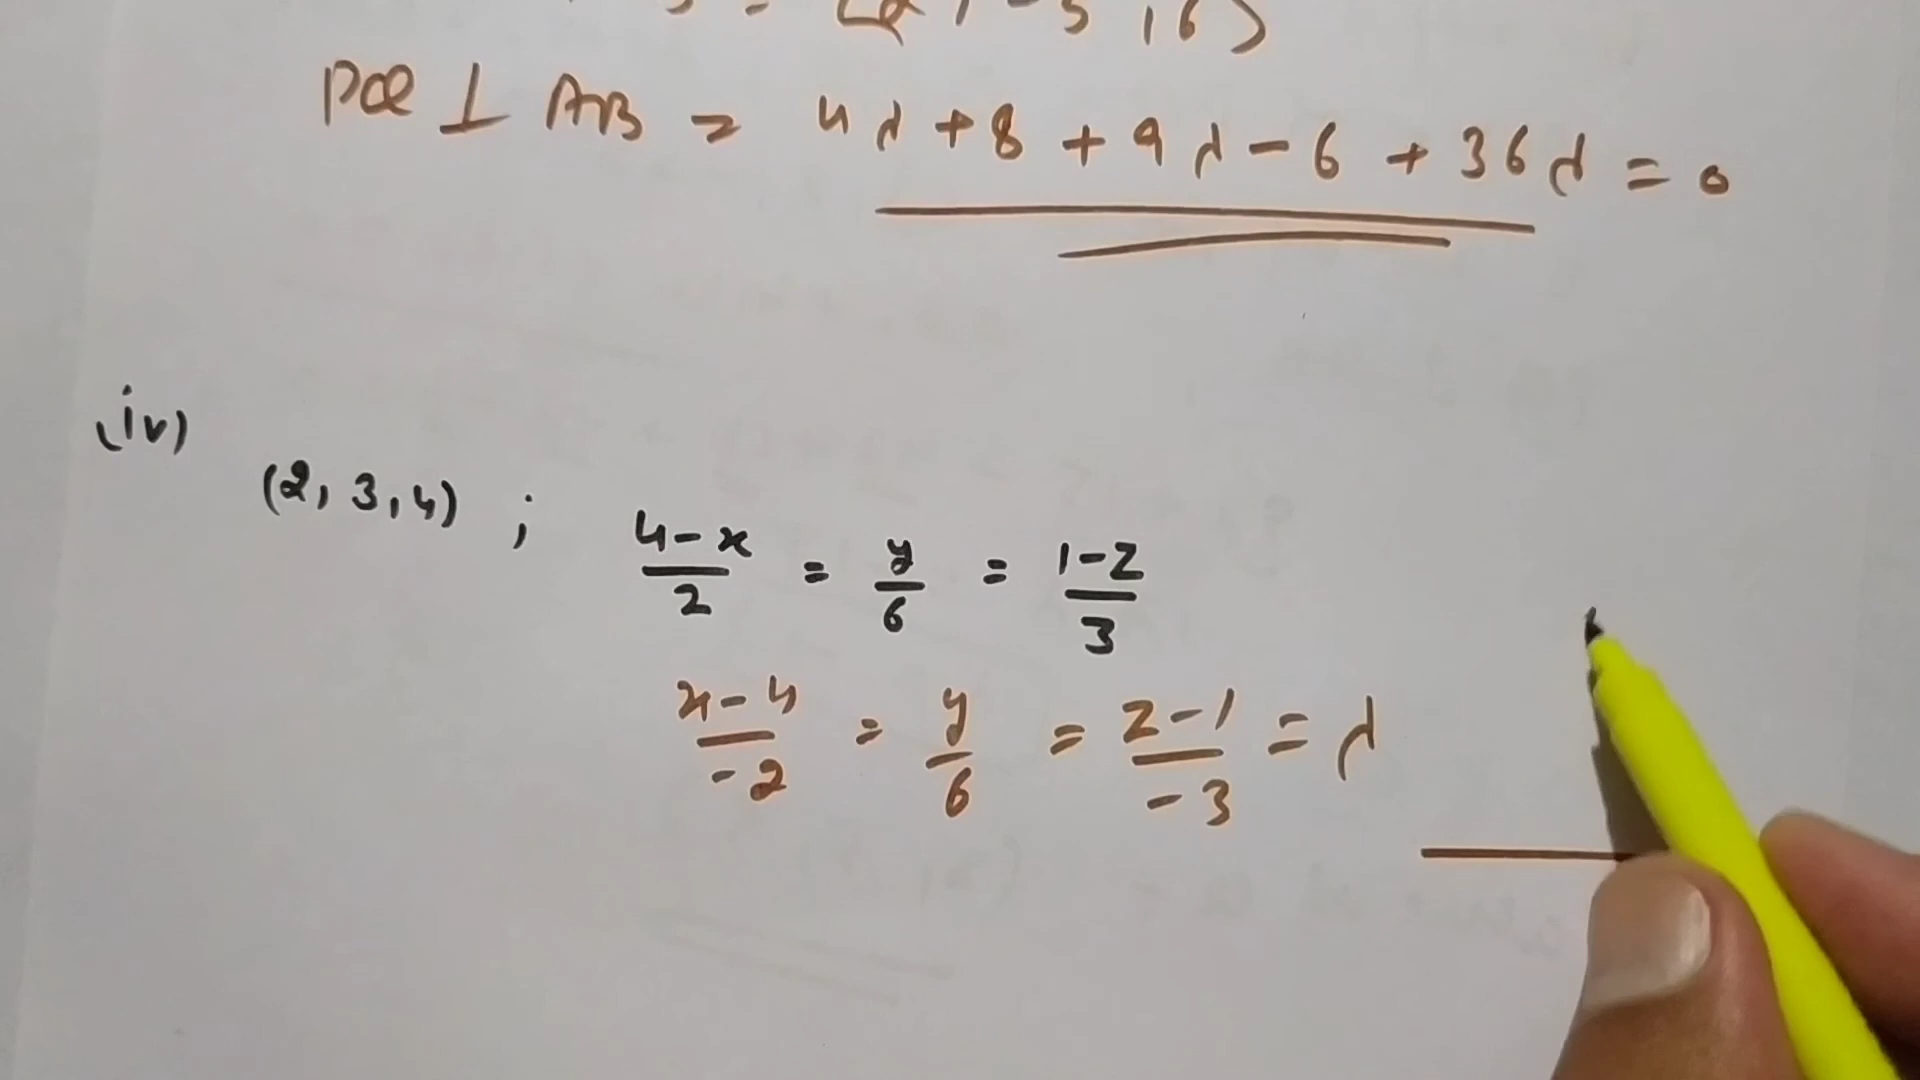 PQ ⊥ AB = 4λ + 8 + 9λ - 6 + 36λ = 0
(iv)
(2, 3, 4) ; 4-x/2 = y/6 = 1-z/3
x-4/-2 = y/6 = z-1/-3 = λ